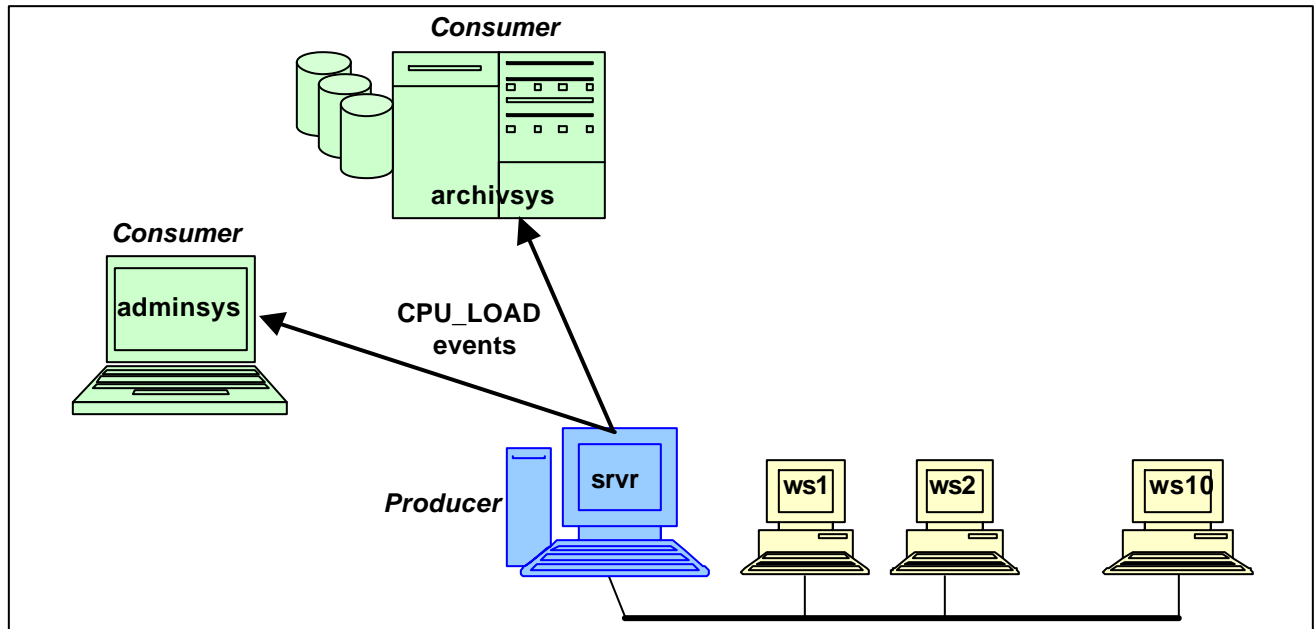 Consumer
archivsys
Consumer
adminsys
CPU_LOAD
events
Producer
srvr
ws1
ws2
ws10